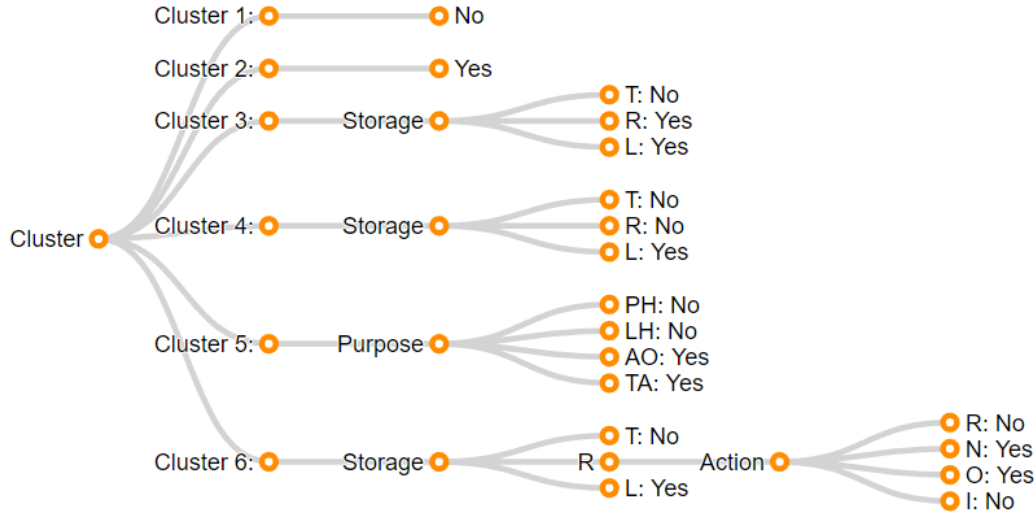 Cluster 1: No
Cluster 2: Yes
T: No
Cluster 3: Storage R: Yes
L: Yes
T: No
Cluster 4: Storage R: No
Cluster
L: Yes
PH: No
LH: No
Cluster 5: Purpose
AO: Yes
TA: Yes
R: No
T: No
N: Yes
Cluster 6: Storage R Action
O: Yes
L: Yes
I: No